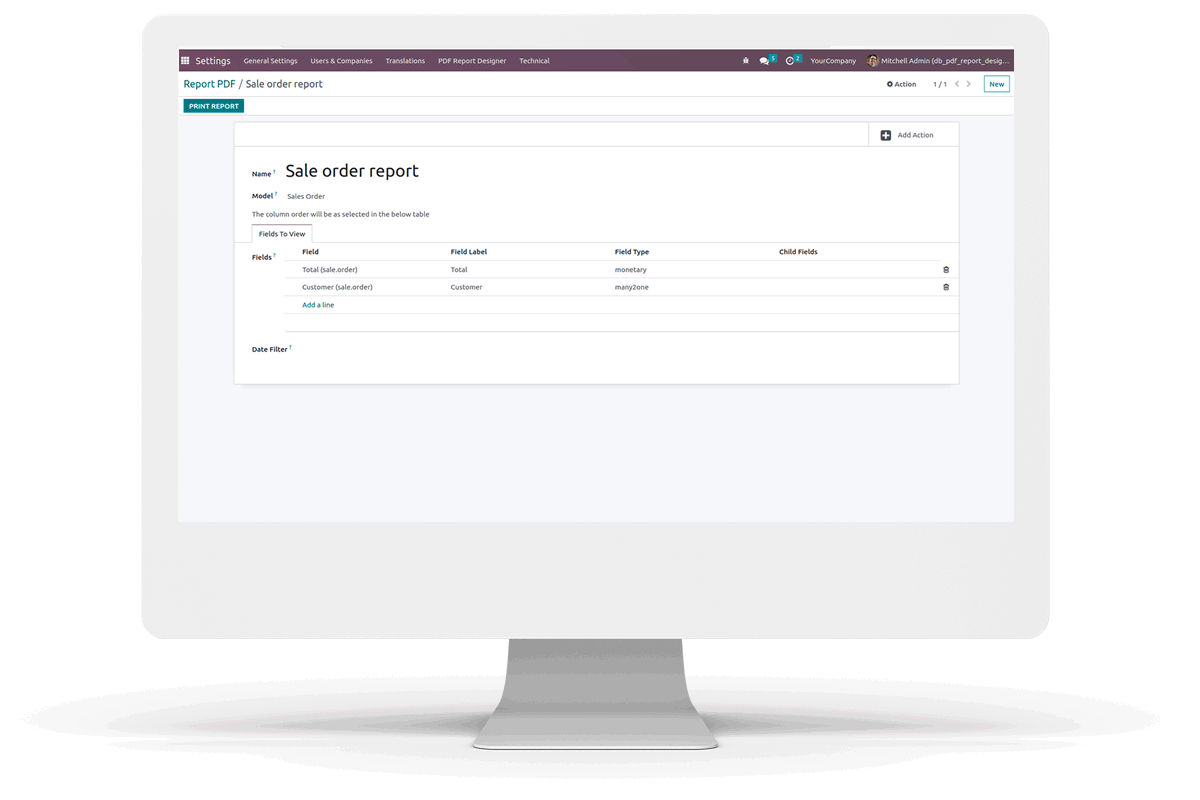 Settings General Settings Users & Companies Translations PDF Report Designer Technical 5 2 YourCompany Mitchell Admin (db_pdf_report_desig...
Report PDF / Sale order report Action 1 / 1 New
PRINT REPORT
Add Action
Name ? Sale order report
Model ? Sales Order
The column order will be as selected in the below table
Fields To View
Fields ? Field Field Label Field Type Child Fields
Total (sale.order) Total monetary
Customer (sale.order) Customer many2one
Add a line
Date Filter ?